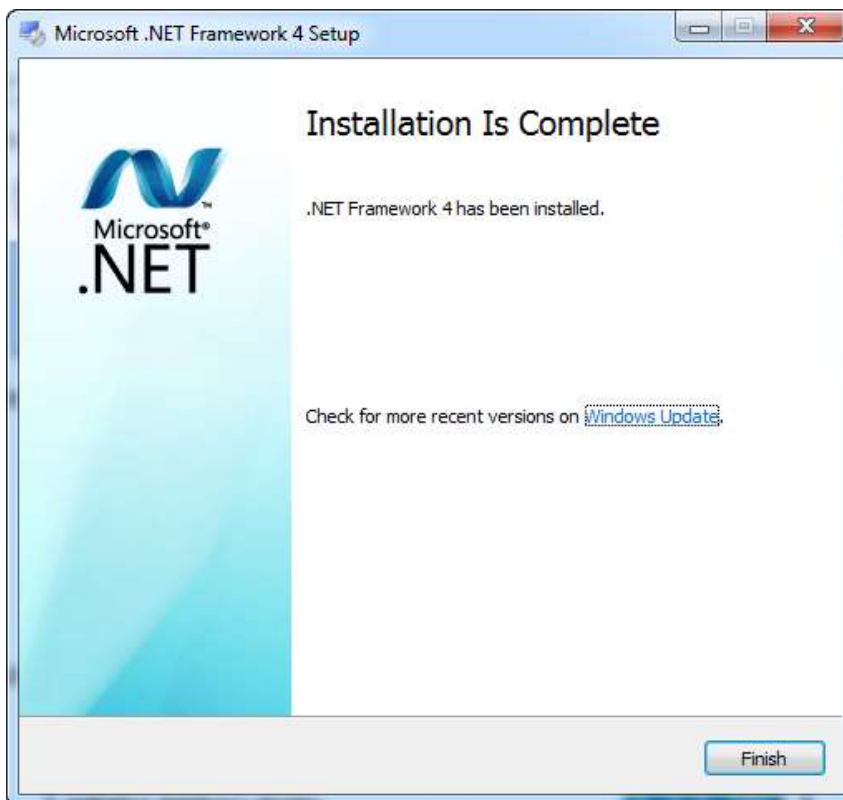 Microsoft .NET Framework 4 Setup
Installation Is Complete
Microsoft®
.NET™
.NET Framework 4 has been installed.
Check for more recent versions on Windows Update.
Finish